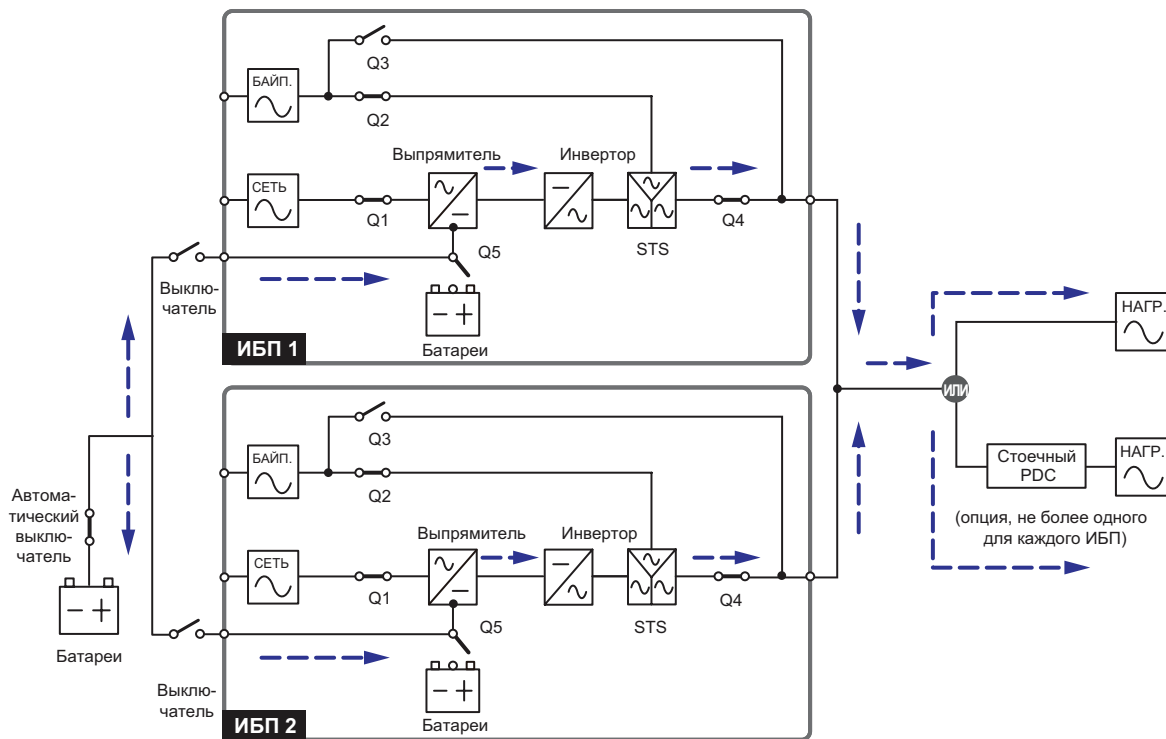 Q3
БАЙП.
Q2
Выпрямитель
Инвертор
СЕТЬ
Q1
Q4
Q5
STS
Выклю-
чатель
Батареи
ИБП 1
НАГР.
ИЛИ
Q3
БАЙП.
Q2
Стоечный
PDC
НАГР.
(опция, не более одного
для каждого ИБП)
Автома-
тический
выклю-
чатель
Выпрямитель
Инвертор
СЕТЬ
Q1
Q4
Q5
STS
Батареи
Выклю-
чатель
Батареи
ИБП 2